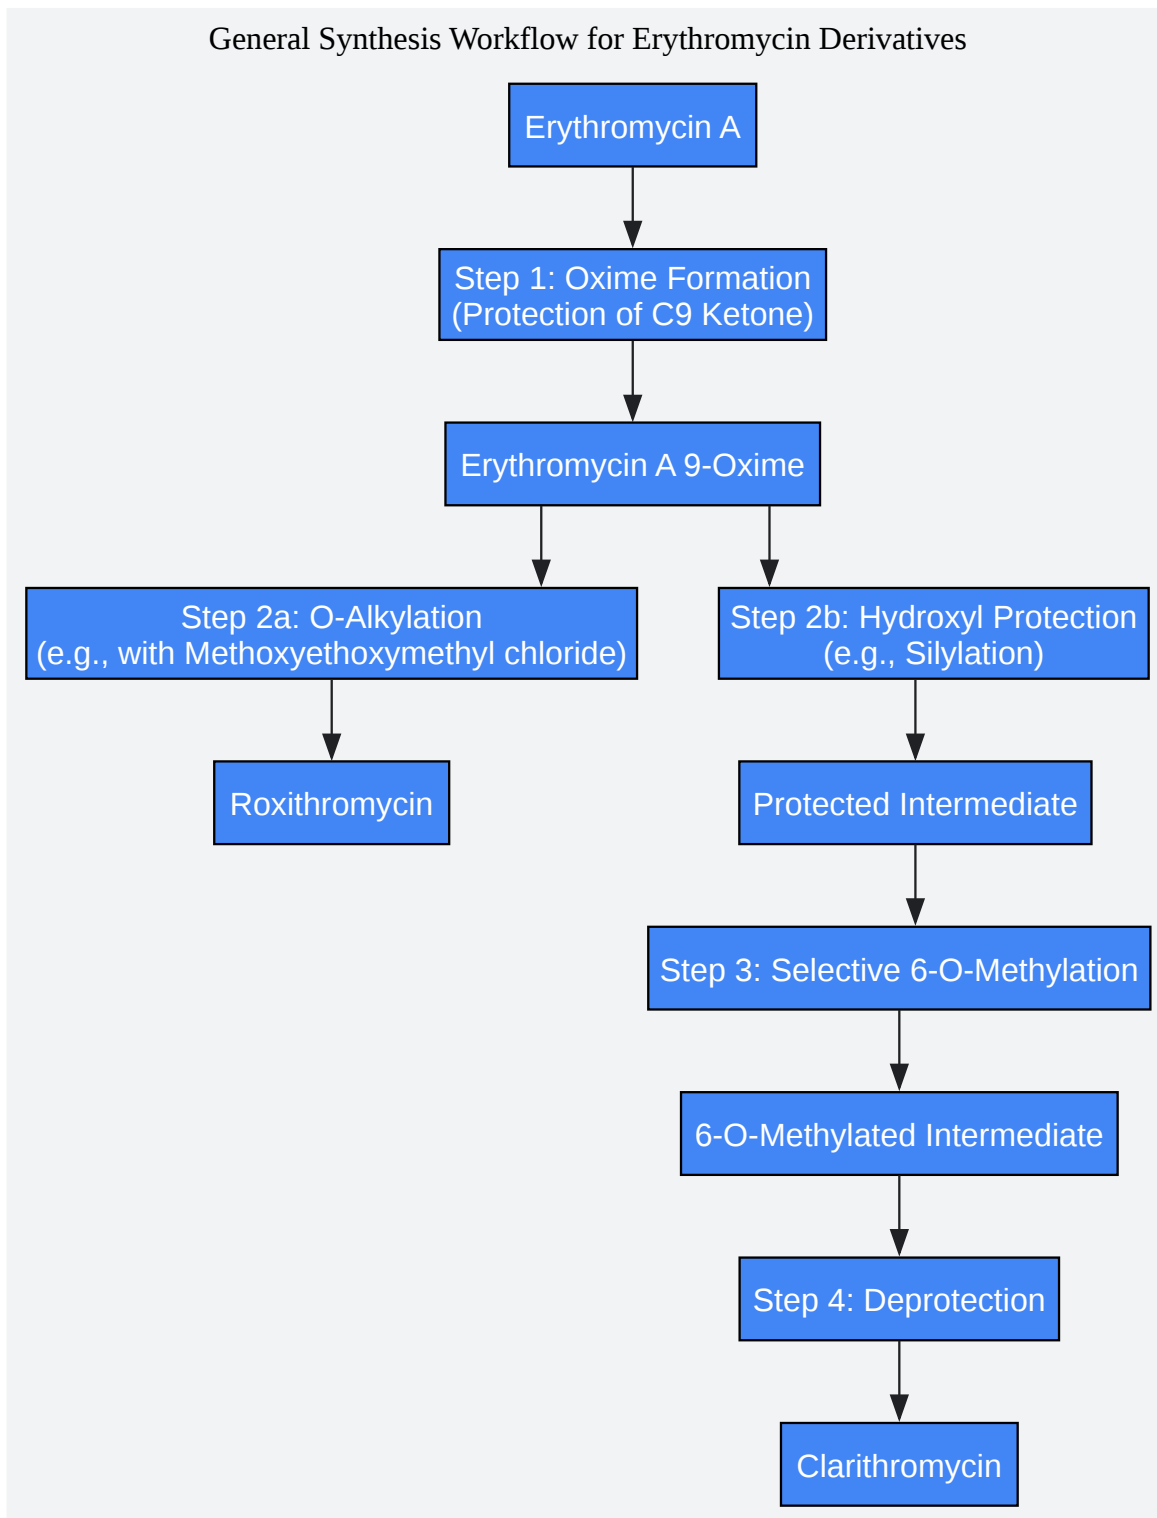 General Synthesis Workflow for Erythromycin Derivatives
Erythromycin A
Step 1: Oxime Formation
(Protection of C9 Ketone)
Erythromycin A 9-Oxime
Step 2a: O-Alkylation
(e.g., with Methoxyethoxymethyl chloride)
Step 2b: Hydroxyl Protection
(e.g., Silylation)
Roxithromycin
Protected Intermediate
Step 3: Selective 6-O-Methylation
6-O-Methylated Intermediate
Step 4: Deprotection
Clarithromycin